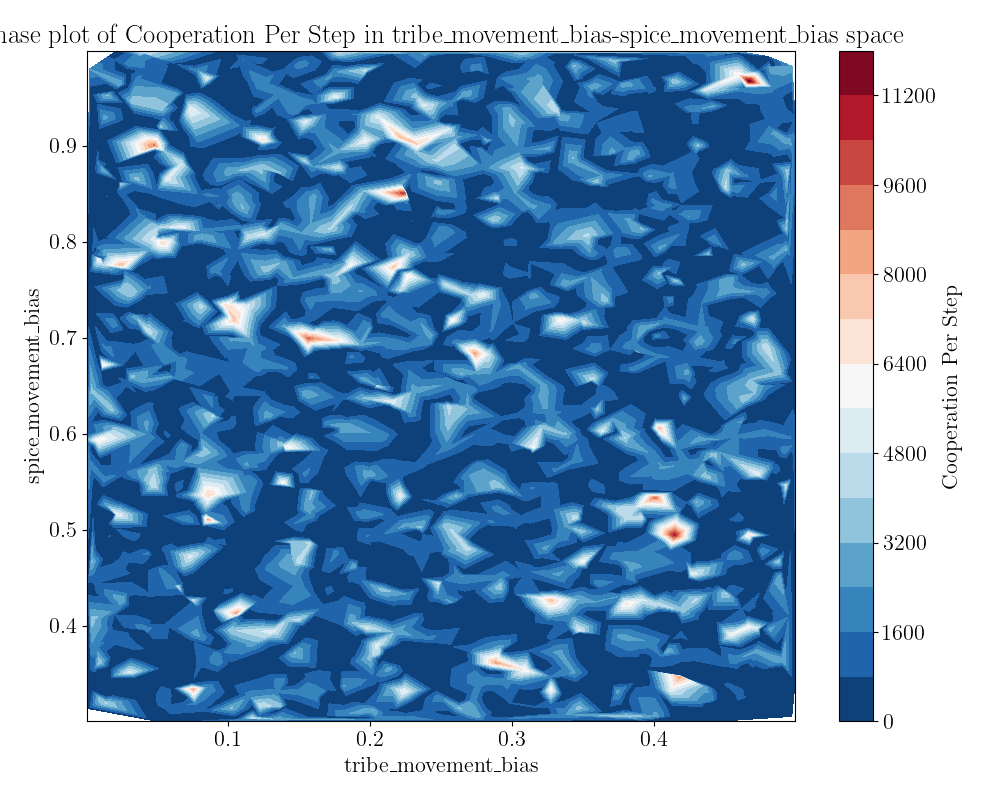 hase plot of Cooperation Per Step in tribe_movement_bias-spice_movement_bias space
0.9
0.8
0.7
0.6
0.5
0.4
spice_movement_bias
0.1 0.2 0.3 0.4
tribe_movement_bias
11200
9600
8000
6400
4800
3200
1600
0
Cooperation Per Step